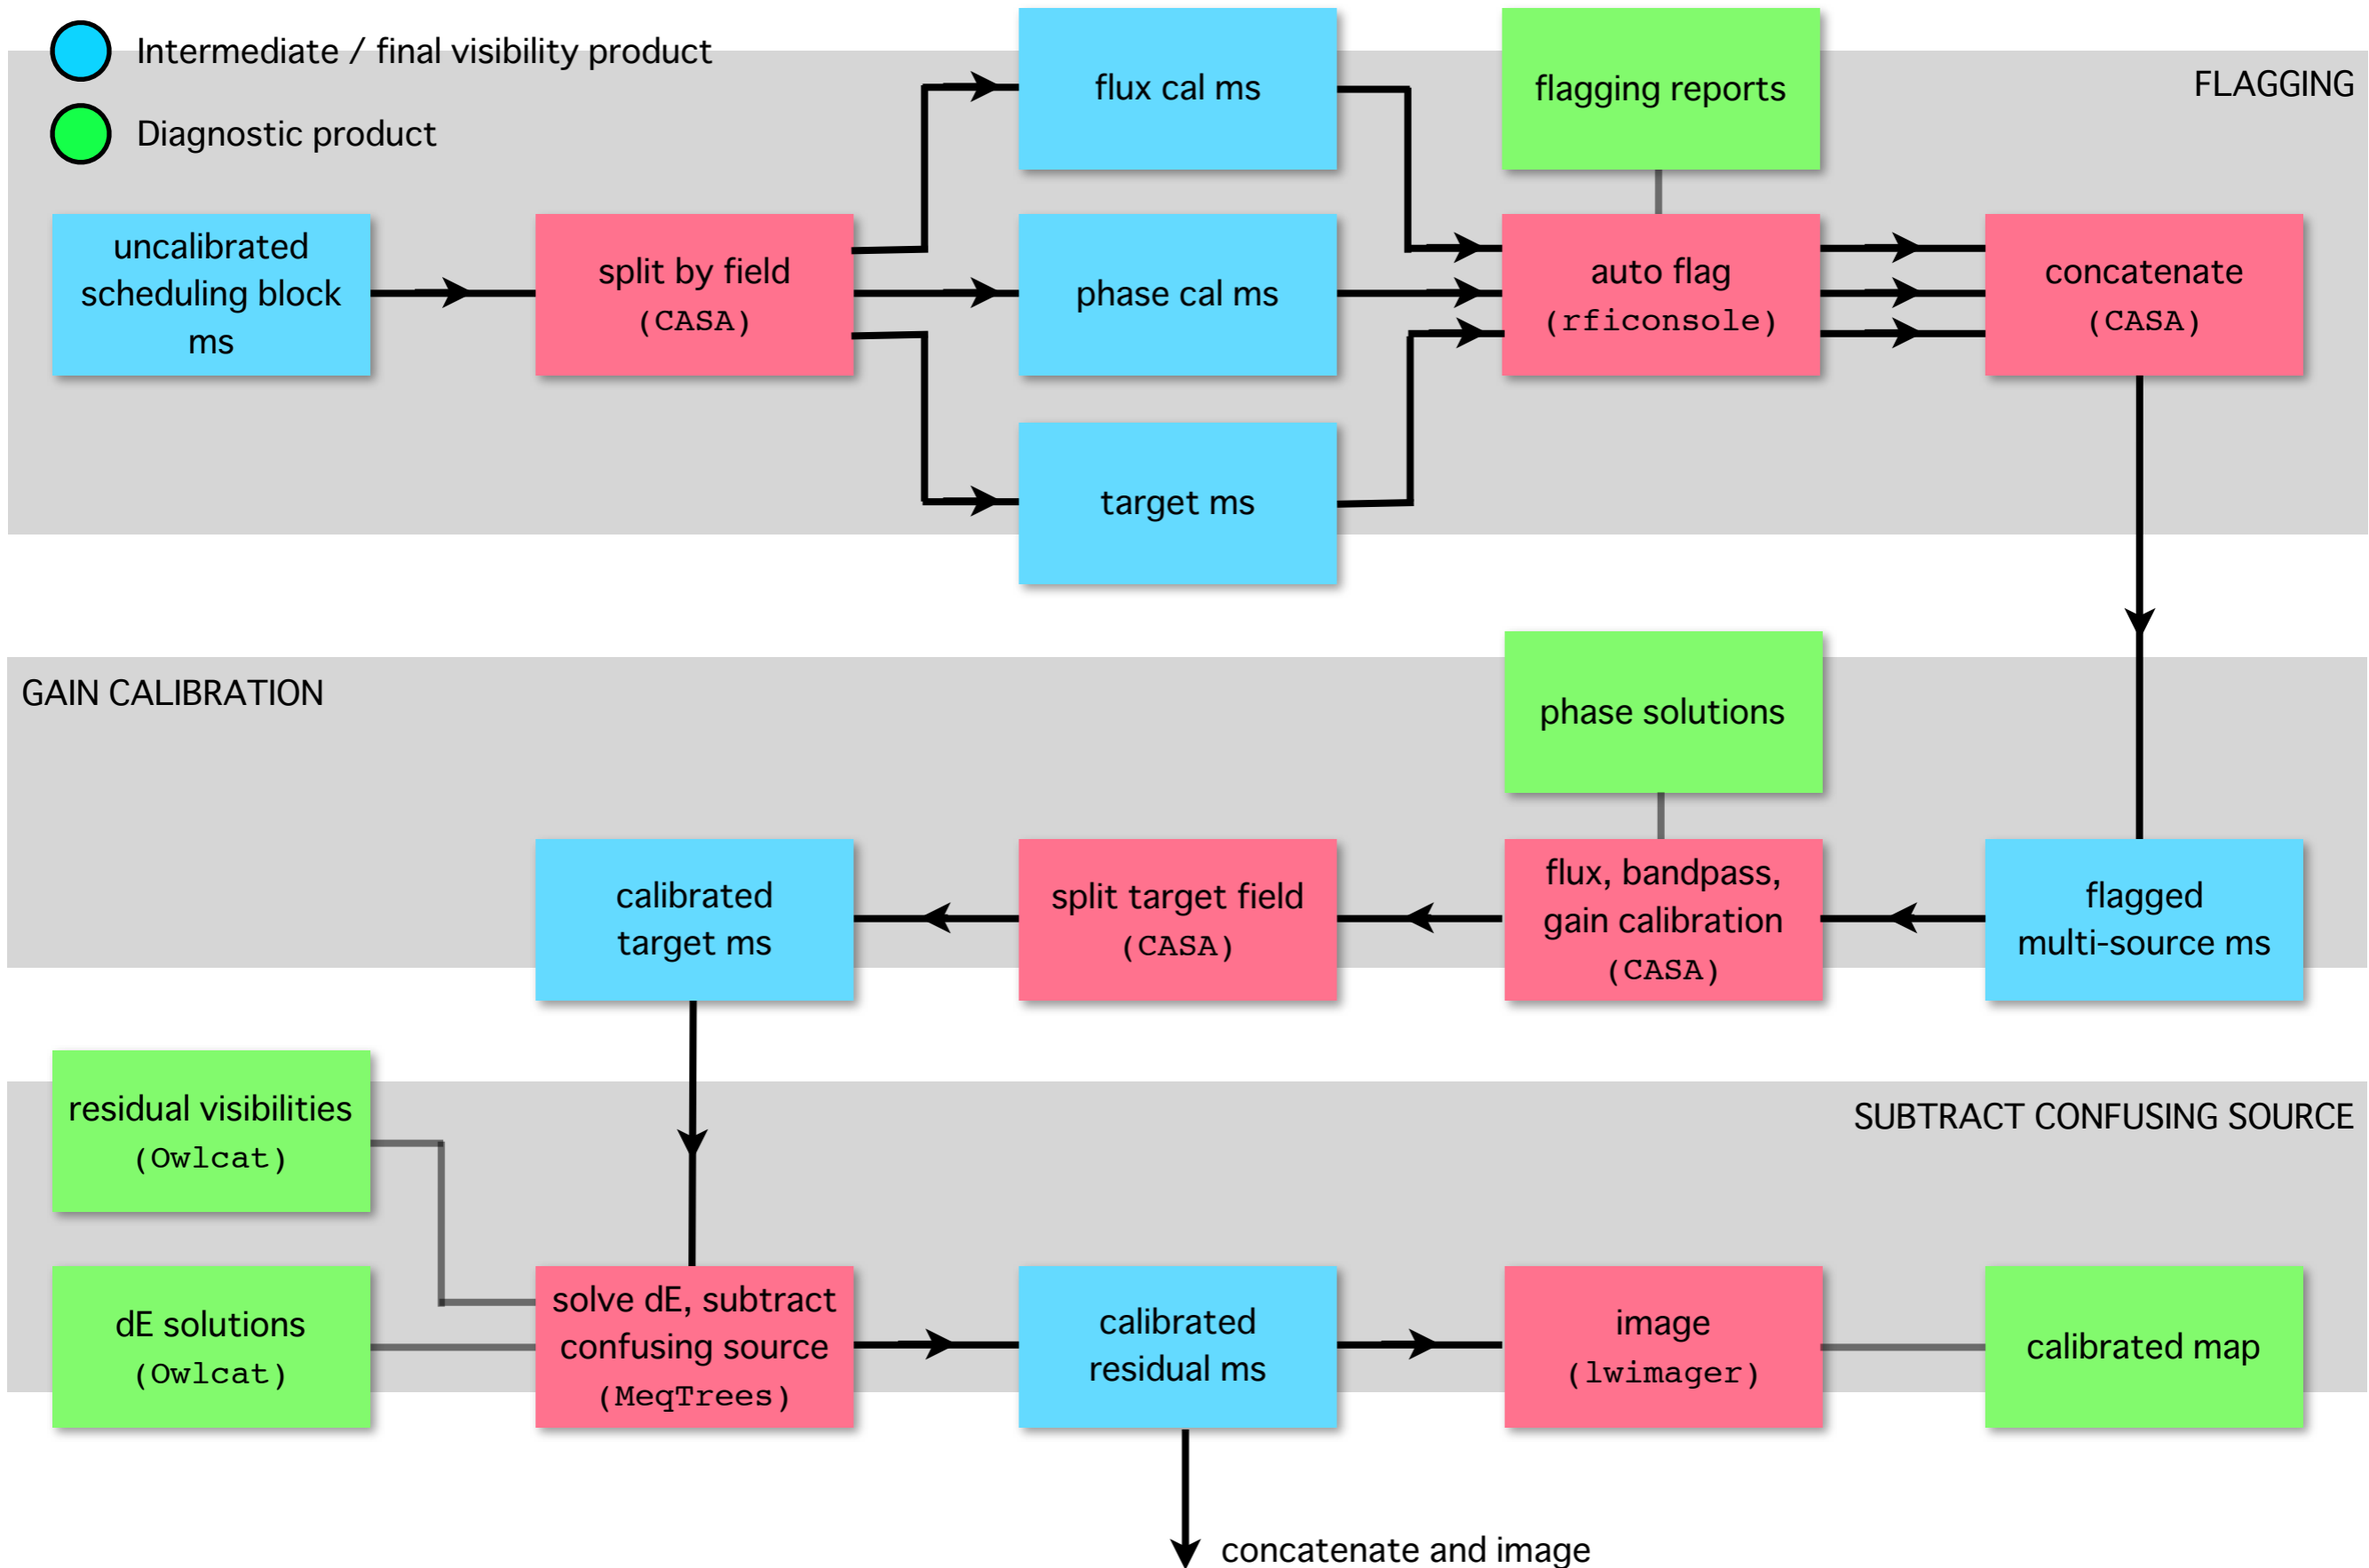 Intermediate / final visibility product
Diagnostic product
FLAGGING
flux cal ms
flagging reports
uncalibrated
scheduling block
ms
split by field
(CASA)
phase cal ms
auto flag
(rficonsole)
concatenate
(CASA)
target ms
GAIN CALIBRATION
phase solutions
calibrated
target ms
split target field
(CASA)
flux, bandpass,
gain calibration
(CASA)
flagged
multi-source ms
SUBTRACT CONFUSING SOURCE
residual visibilities
(Owlcat)
dE solutions
(Owlcat)
solve dE, subtract
confusing source
(MeqTrees)
calibrated
residual ms
image
(lwimager)
calibrated map
concatenate and image